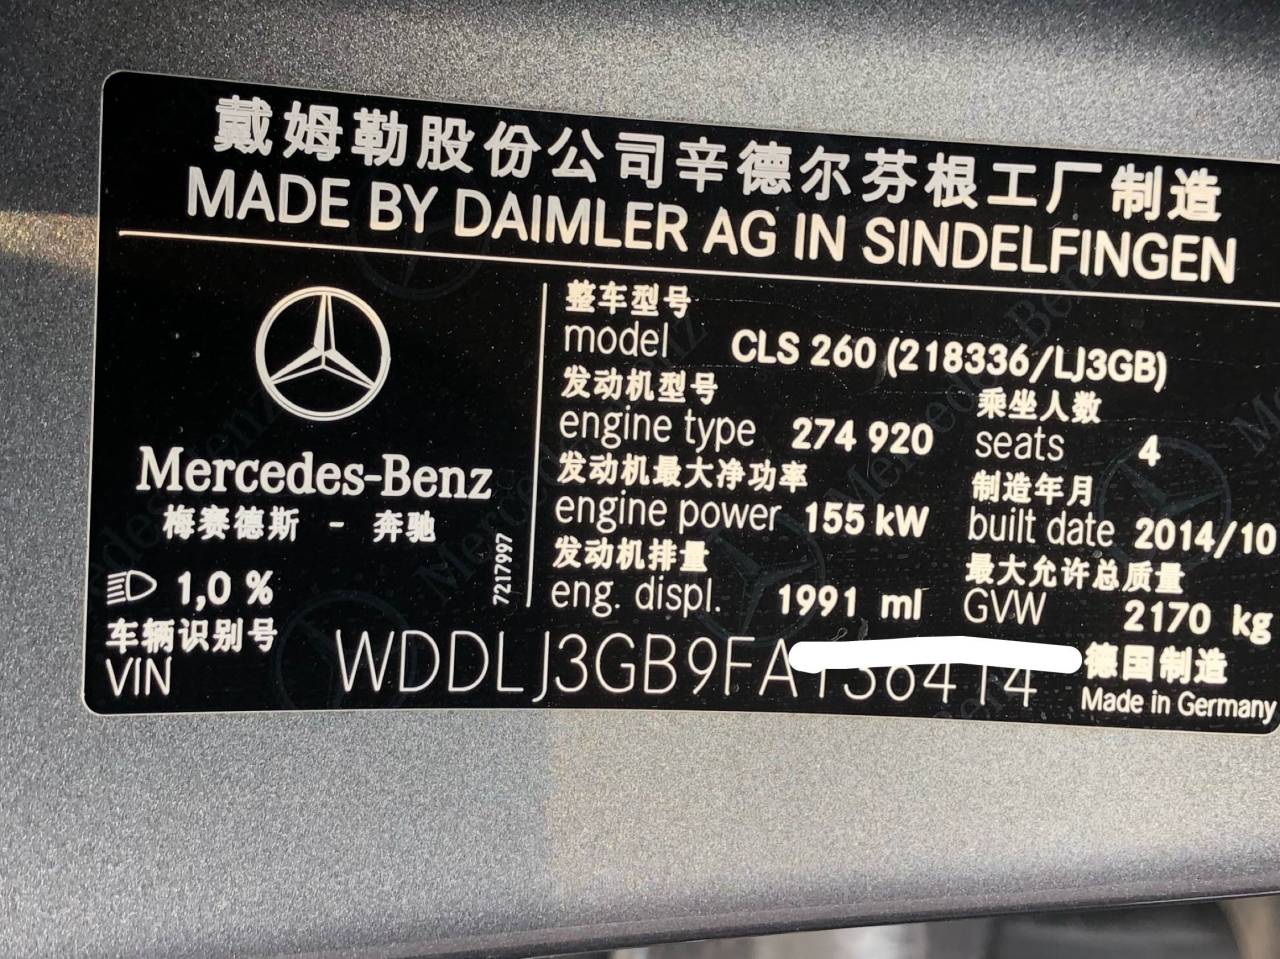 戴姆勒股份公司辛德尔芬根工厂制造
MADE BY DAIMLER AG IN SINDELFINGEN
Mercedes-Benz
梅赛德斯 - 奔驰
1,0 %
7217997
整车型号
model CLS 260 (218336/LJ3GB)
发动机型号 乘坐人数
engine type 274 920 seats 4
发动机最大净功率 制造年月
engine power 155 kW built date 2014/10
发动机排量 最大允许总质量
eng. displ. 1991 ml GVW 2170 kg
车辆识别号 德国制造
VIN WDDLJ3GB9FA Made in Germany